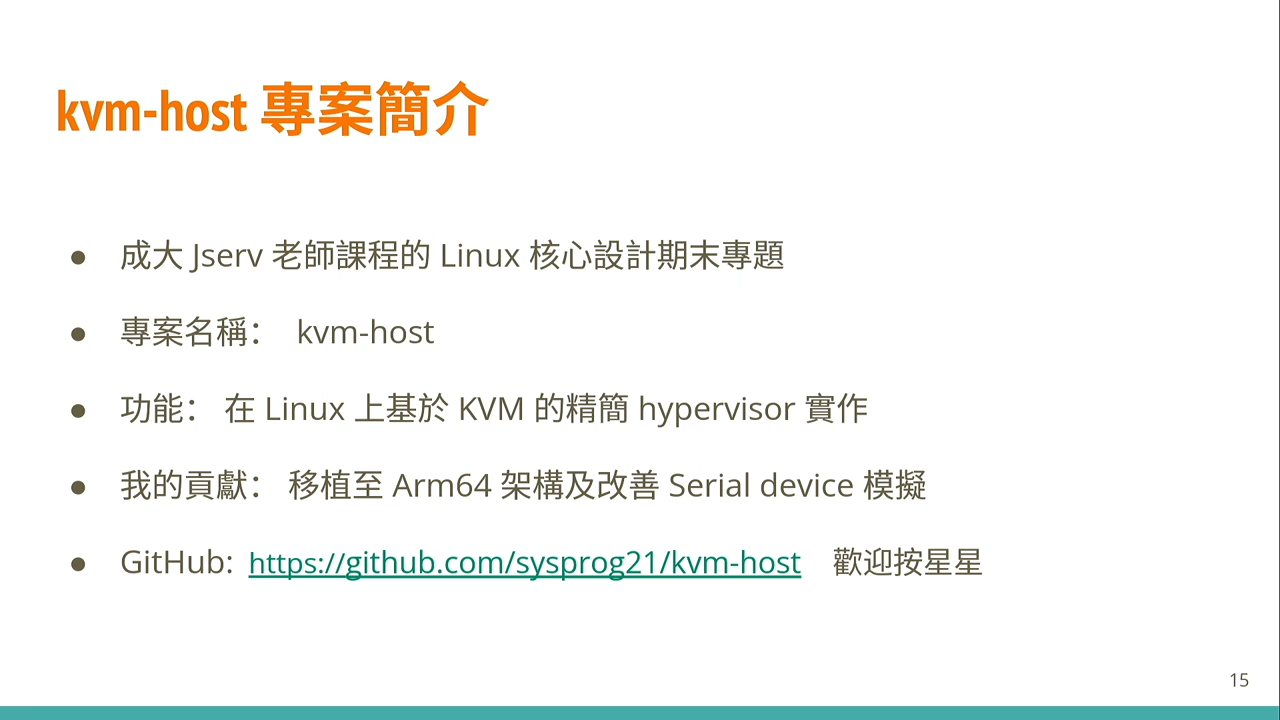 kvm-host 專案簡介
● 成大 Jserv 老師課程的 Linux 核心設計期末專題
● 專案名稱： kvm-host
● 功能： 在 Linux 上基於 KVM 的精簡 hypervisor 實作
● 我的貢獻： 移植至 Arm64 架構及改善 Serial device 模擬
● GitHub: https://github.com/sysprog21/kvm-host 歡迎按星星
15